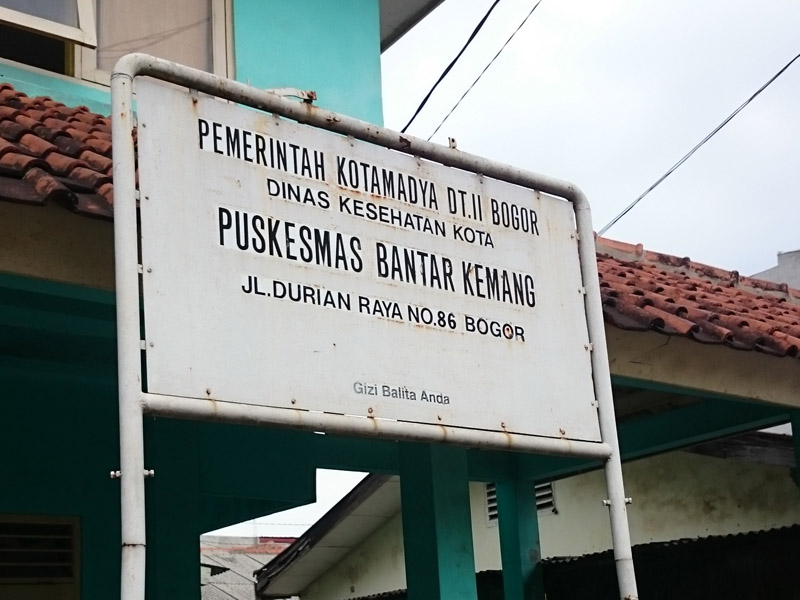 PEMERINTAH KOTAMADYA DT.II BOGOR
DINAS KESEHATAN KOTA
PUSKESMAS BANTAR KEMANG
JL.DURIAN RAYA NO.86 BOGOR
Gizi Balita Anda